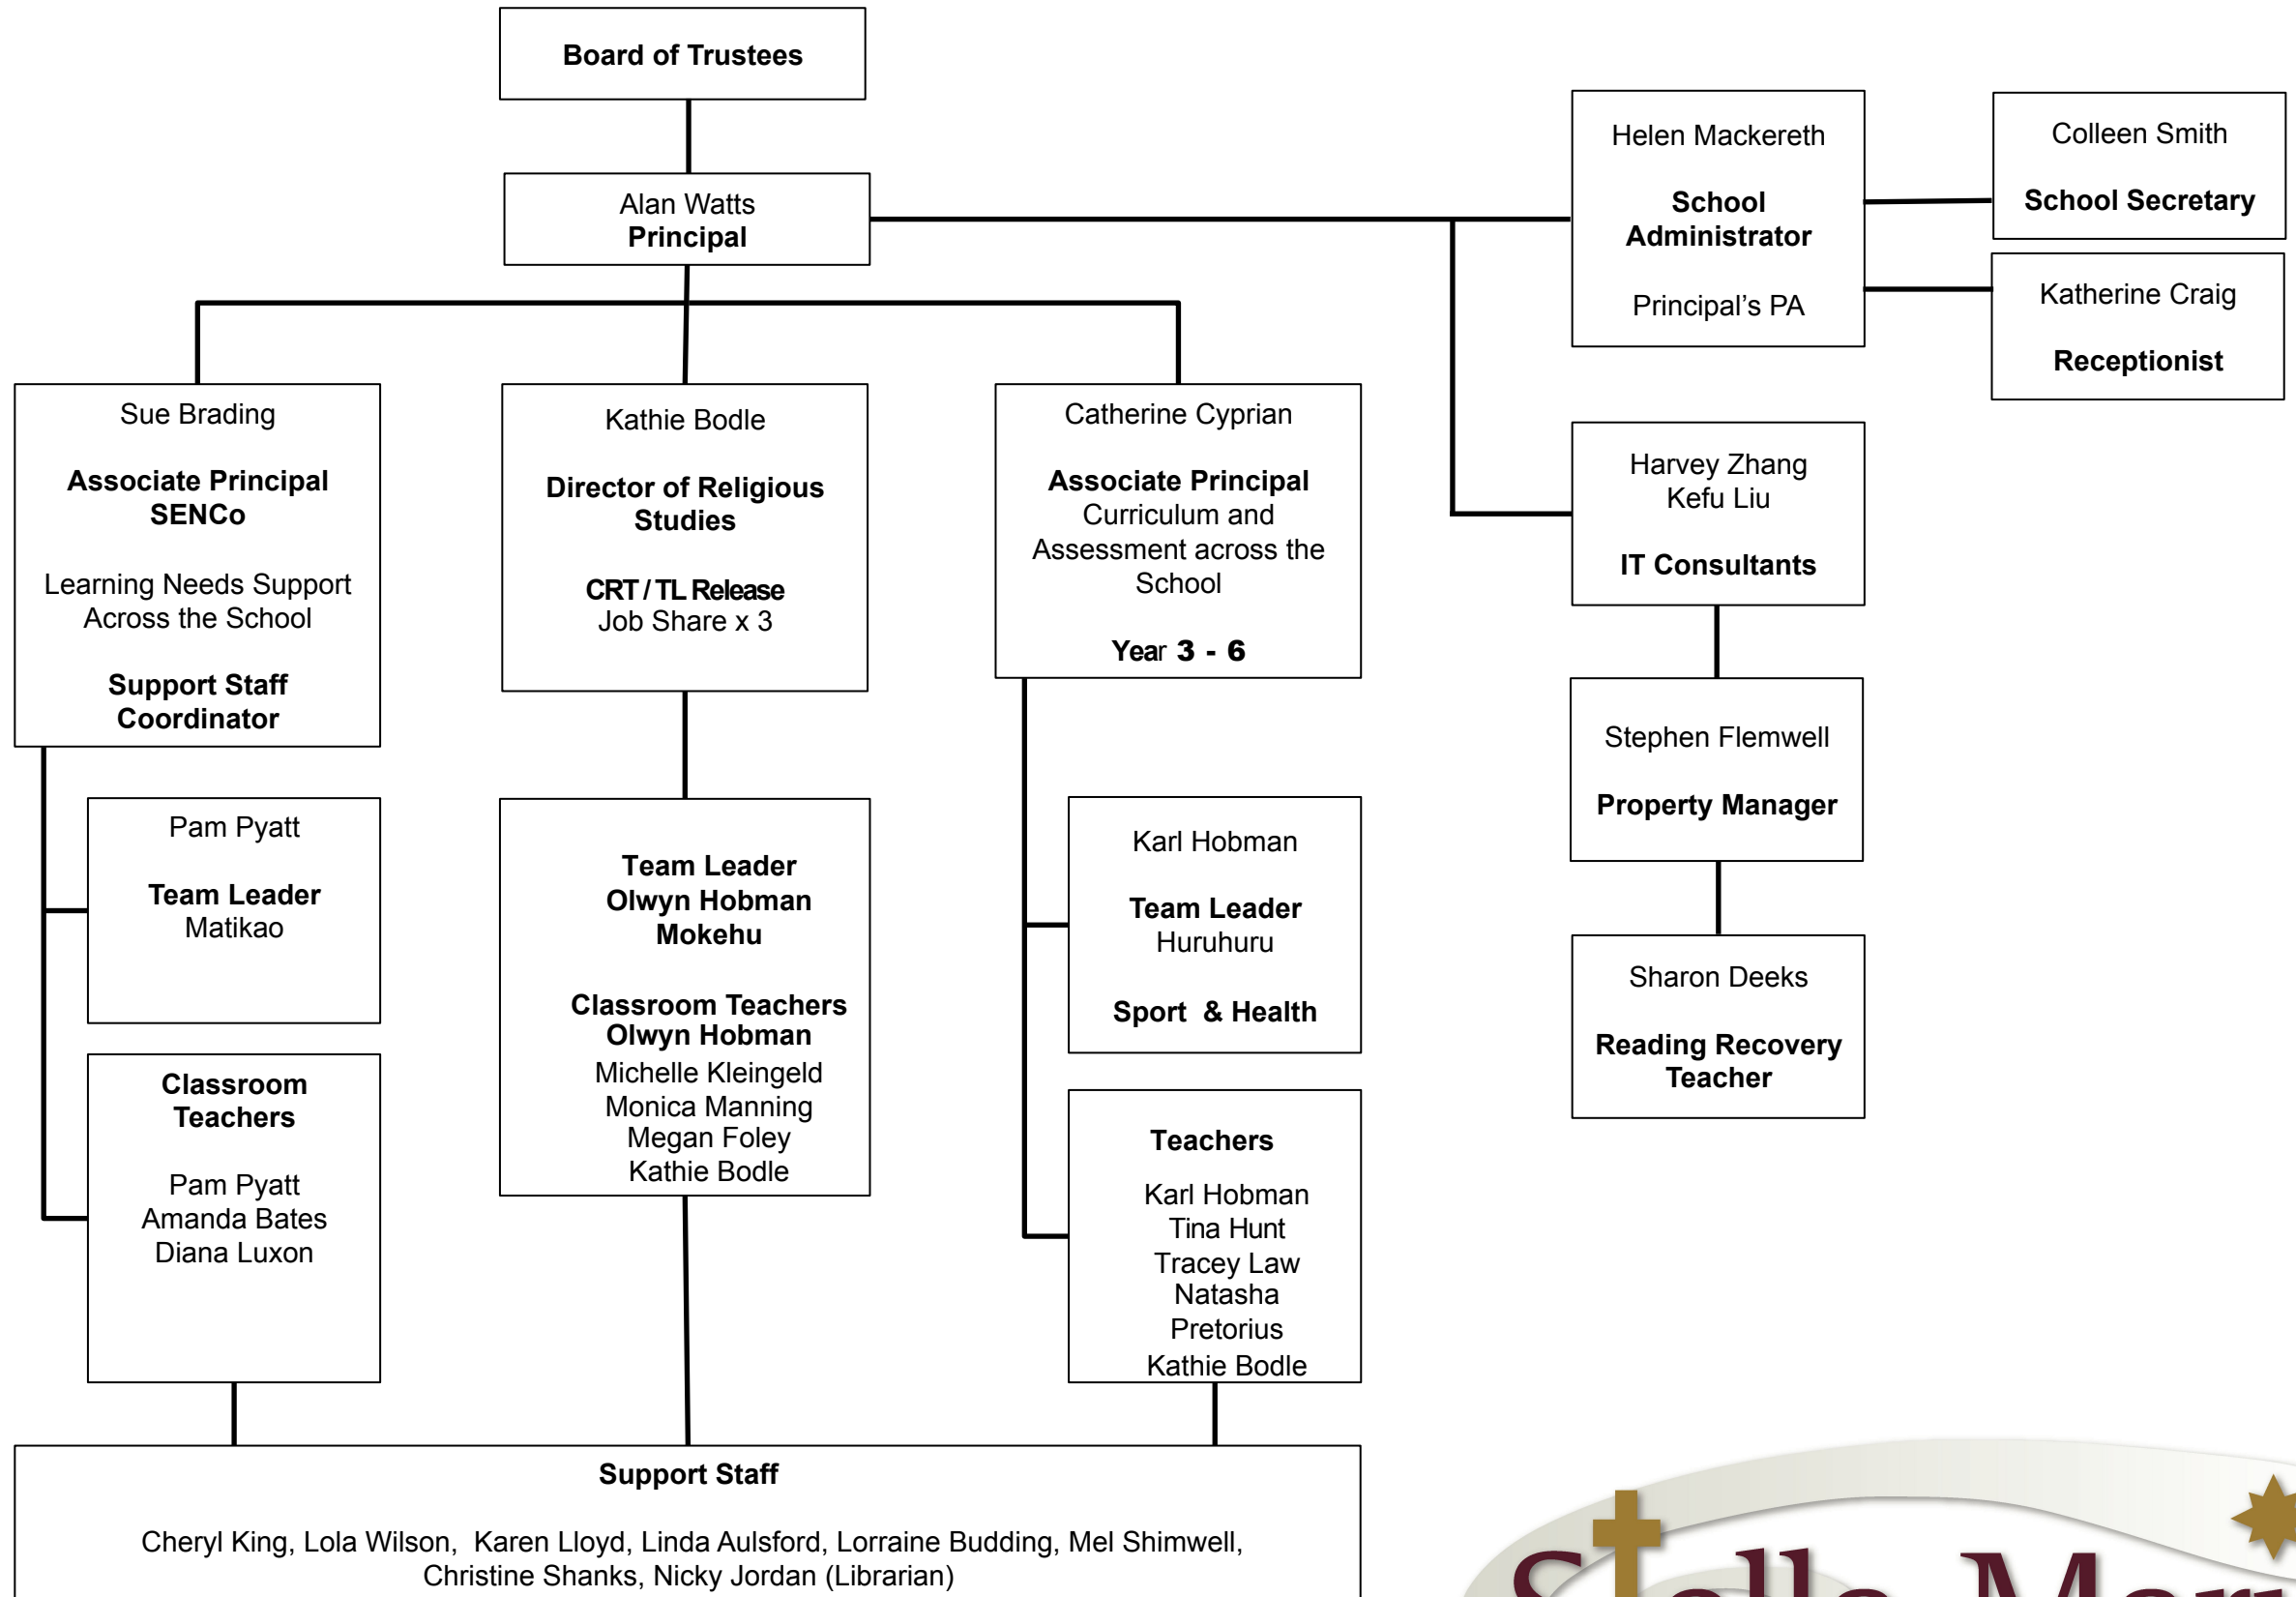 Board of Trustees
Alan Watts
Principal
Helen Mackereth
School
Administrator
Principal’s PA
Colleen Smith
School Secretary
Katherine Craig
Receptionist
Sue Brading
Associate Principal
SENCo
Learning Needs Support
Across the School
Support Staff
Coordinator
Kathie Bodle
Director of Religious
Studies
CRT / TL Release
Job Share x 3
Catherine Cyprian
Associate Principal
Curriculum and
Assessment across the
School
Year 3 - 6
Harvey Zhang
Kefu Liu
IT Consultants
Stephen Flemwell
Property Manager
Sharon Deeks
Reading Recovery
Teacher
Pam Pyatt
Team Leader
Matikao
Classroom
Teachers
Pam Pyatt
Amanda Bates
Diana Luxon
Team Leader
Olwyn Hobman
Mokehu
Classroom Teachers
Olwyn Hobman
Michelle Kleingeld
Monica Manning
Megan Foley
Kathie Bodle
Karl Hobman
Team Leader
Huruhuru
Sport & Health
Teachers
Karl Hobman
Tina Hunt
Tracey Law
Natasha
Pretorius
Kathie Bodle
Support Staff
Cheryl King, Lola Wilson, Karen Lloyd, Linda Aulsford, Lorraine Budding, Mel Shimwell,
Christine Shanks, Nicky Jordan (Librarian)
Stella